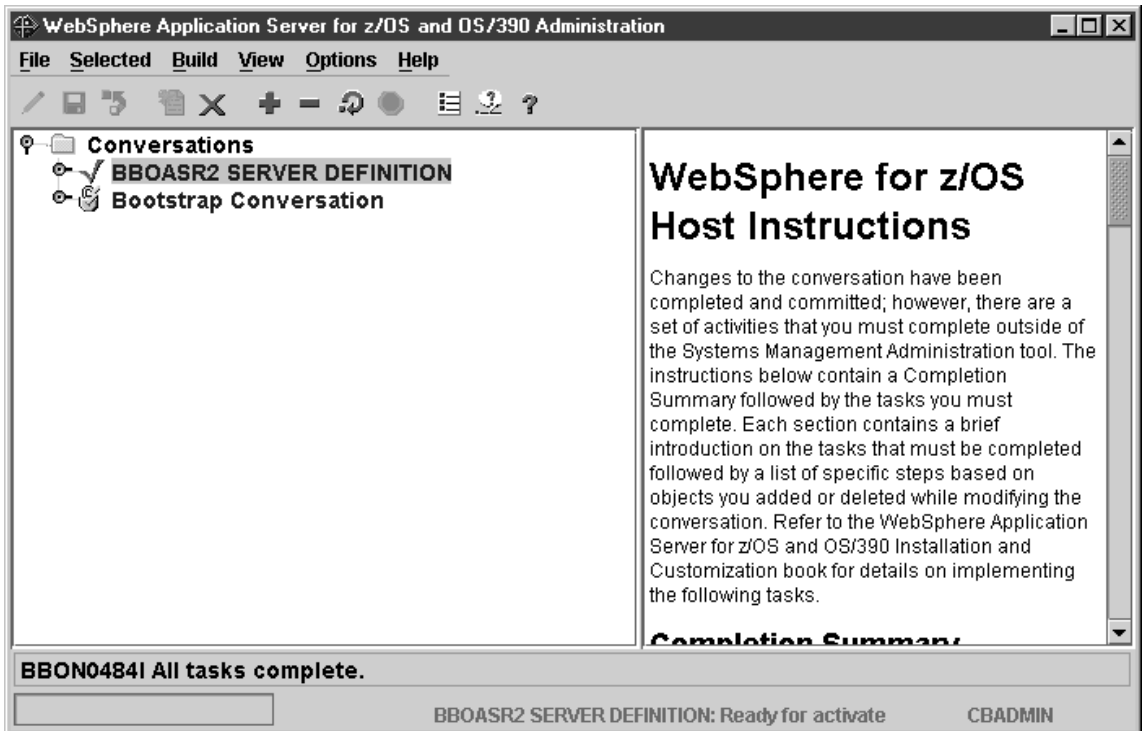 WebSphere Application Server for z/OS and OS/390 Administration
File Selected Build View Options Help
Conversations
BBOASR2 SERVER DEFINITION
Bootstrap Conversation
WebSphere for z/OS
Host Instructions
Changes to the conversation have been
completed and committed; however, there are a
set of activities that you must complete outside of
the Systems Management Administration tool. The
instructions below contain a Completion
Summary followed by the tasks you must
complete. Each section contains a brief
introduction on the tasks that must be completed
followed by a list of specific steps based on
objects you added or deleted while modifying the
conversation. Refer to the WebSphere Application
Server for z/OS and OS/390 Installation and
Customization book for details on implementing
the following tasks.
Completion Summary
BBON0484I All tasks complete.
BBOASR2 SERVER DEFINITION: Ready for activate CBADMIN